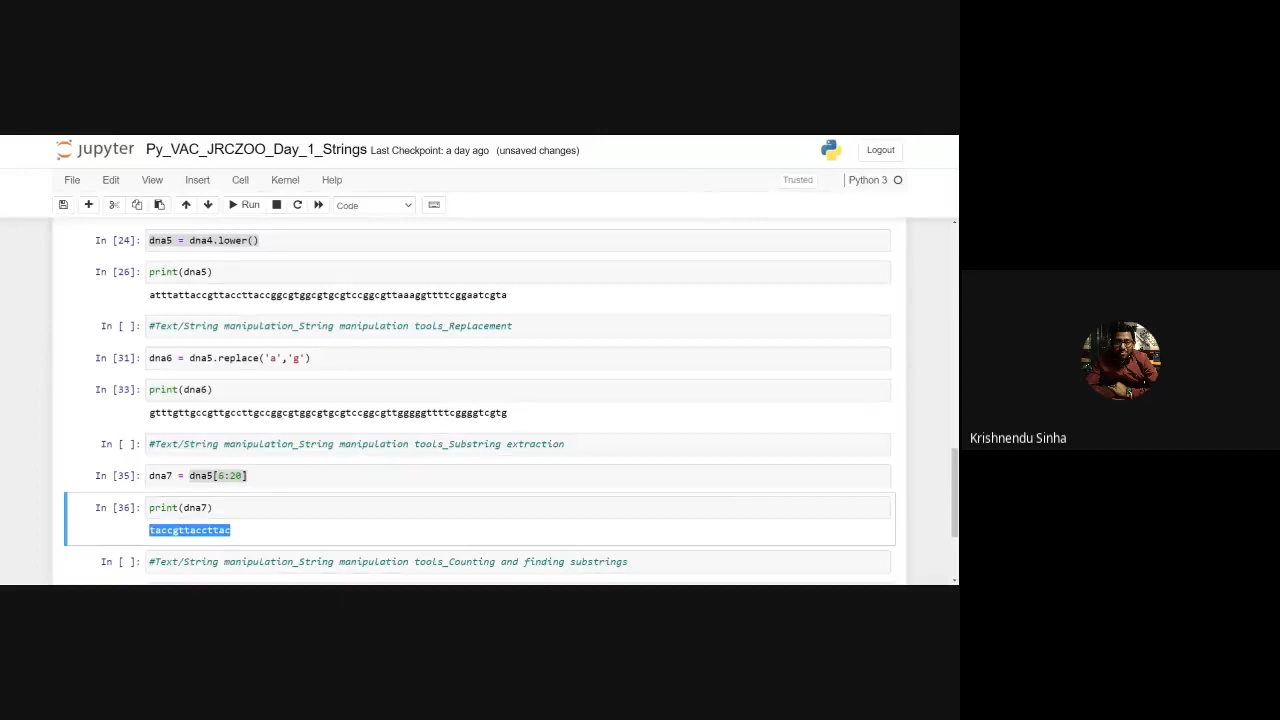 jupyter Py_VAC_JRCZOO_Day_1_Strings Last Checkpoint: a day ago (unsaved changes) Logout
File Edit View Insert Cell Kernel Help Trusted Python 3
Run Code
In [24]: dna5 = dna4.lower()
In [26]: print(dna5)
atttattaccgttaccttaccggcgtggcgtgcgtccggcgttaaaggttttcggaatcgta
In [ ]: #Text/String manipulation_String manipulation tools_Replacement
In [31]: dna6 = dna5.replace('a','g')
In [33]: print(dna6)
gtttgttgccgttgccttgccggcgtggcgtgcgtccggcgttgggggttttcggggtcgtg
In [ ]: #Text/String manipulation_String manipulation tools_Substring extraction
In [35]: dna7 = dna5[6:20]
In [36]: print(dna7)
taccgttaccttac
In [ ]: #Text/String manipulation_String manipulation tools_Counting and finding substrings
Krishnendu Sinha